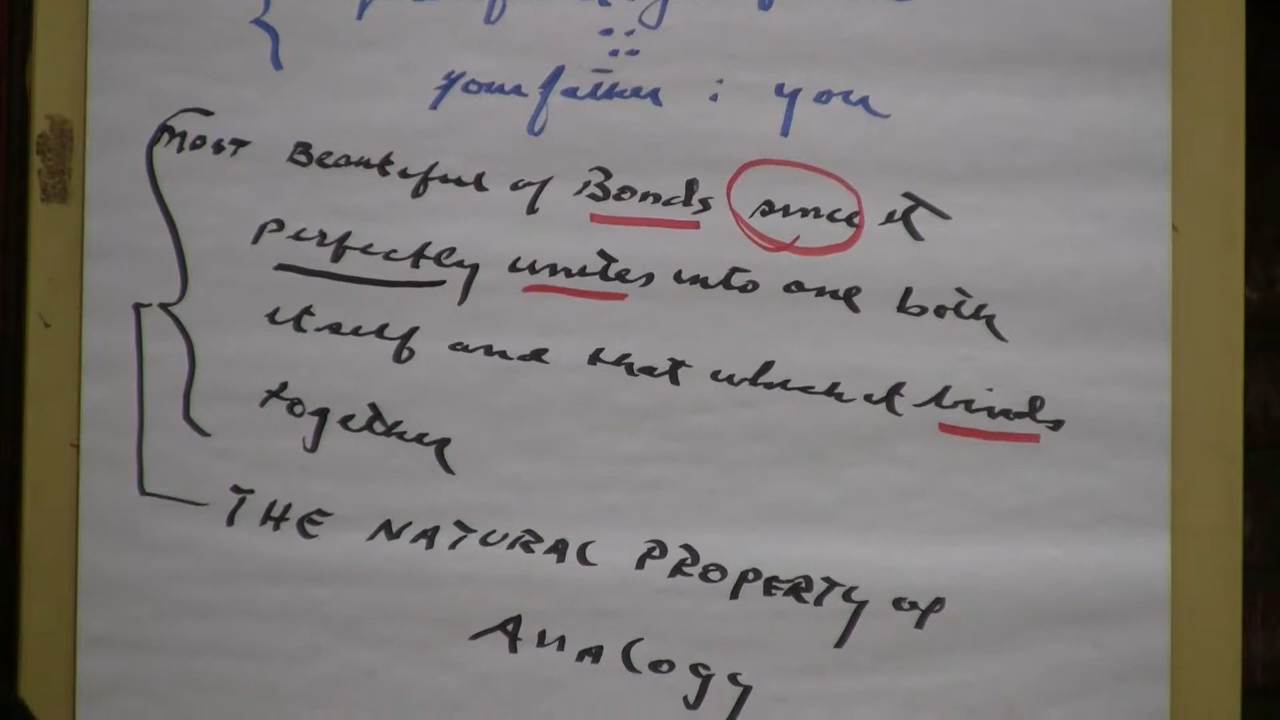 ::
your father : you
Most Beautiful of Bonds since it
perfectly unites into one both
itself and that which it binds
together
THE NATURAL PROPERTY of
Analogy